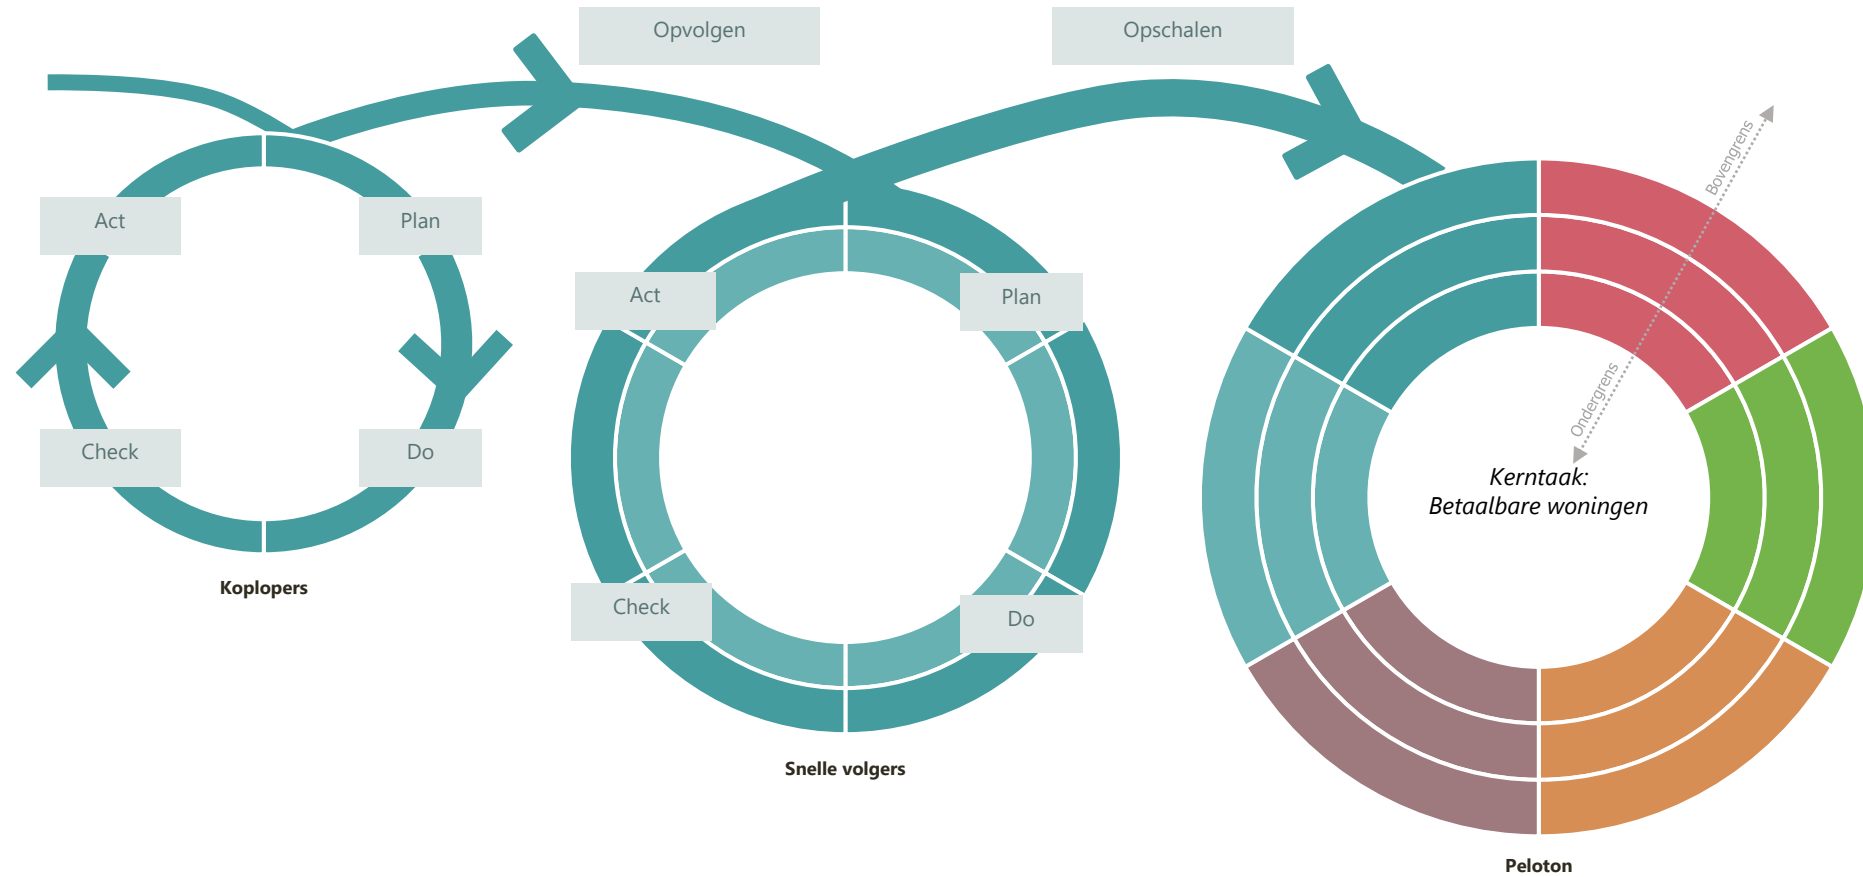 Opvolgen
Opschalen
Act
Plan
Check
Do
Koplopers
Act
Plan
Check
Do
Snelle volgers
Bovengrens
Ondergrens
Kerntaak:
Betaalbare woningen
Peloton